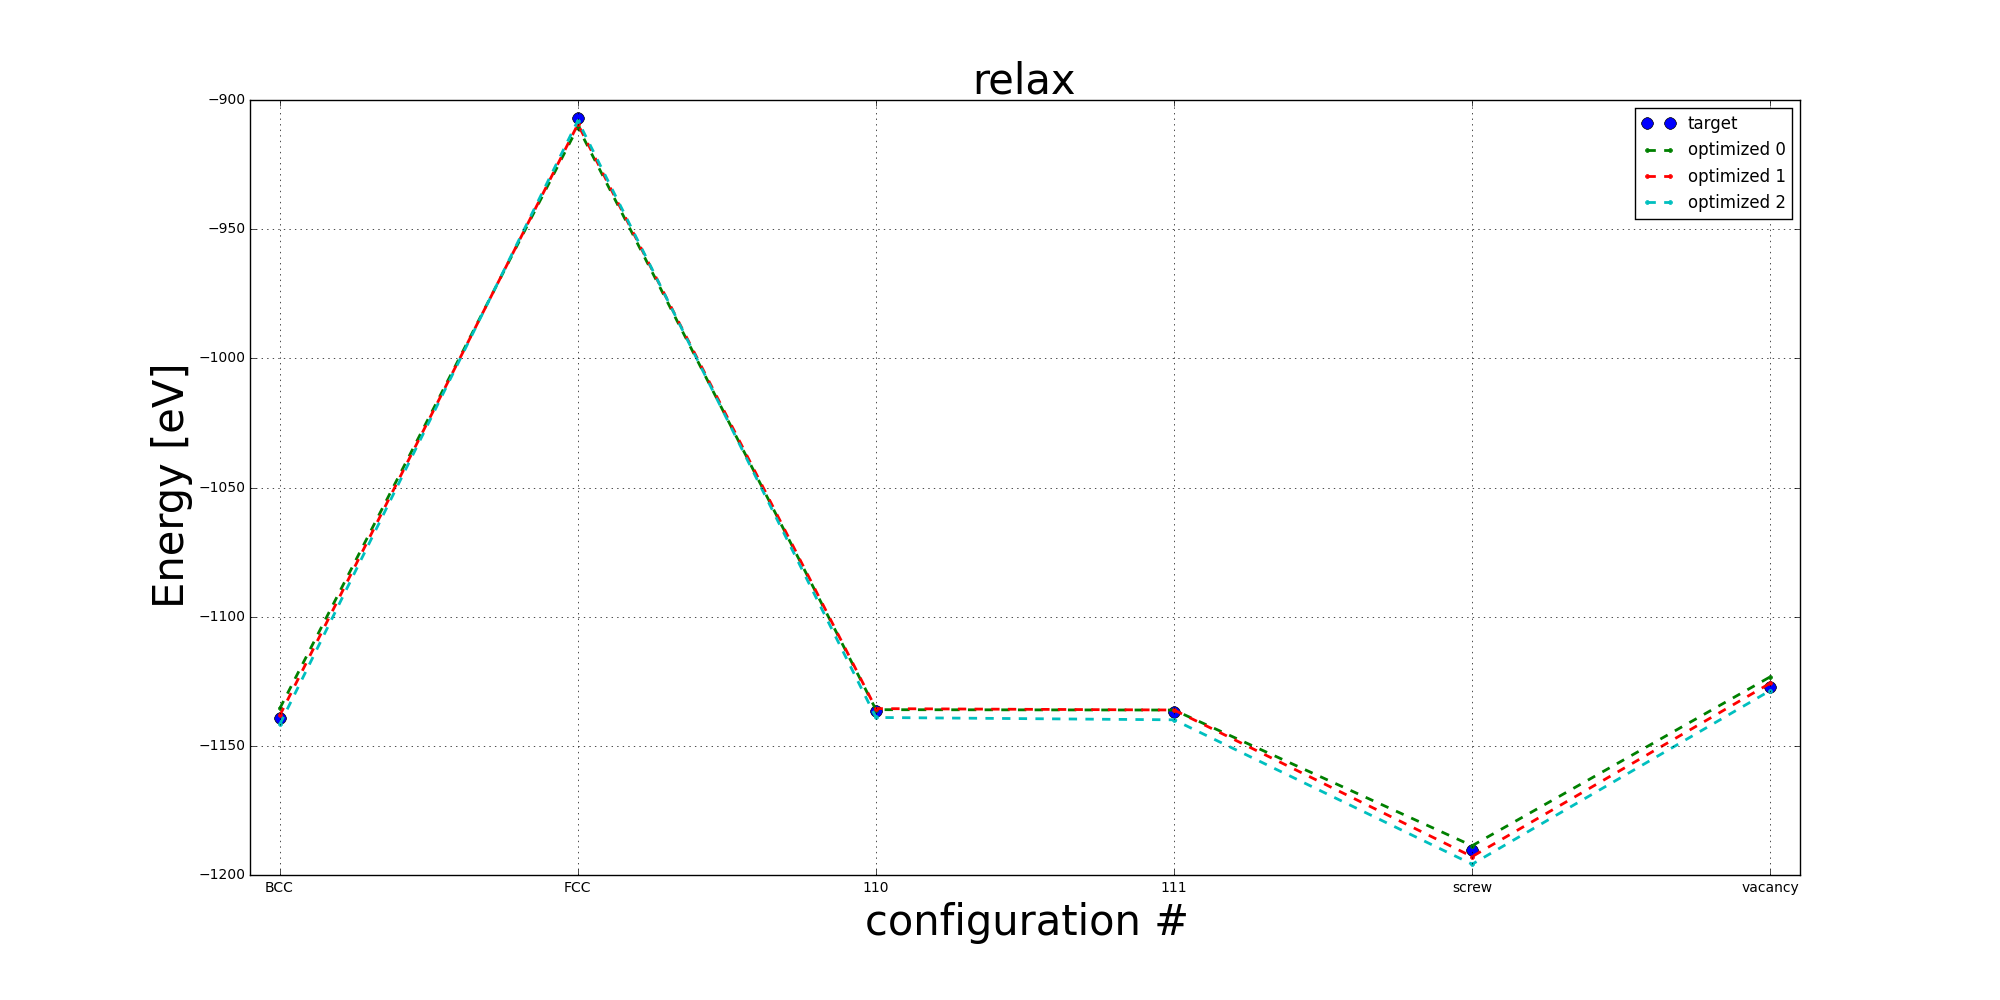 relax
Energy [eV]
−900
−950
−1000
−1050
−1100
−1150
−1200
target
optimized 0
optimized 1
optimized 2
BCC
FCC
110
111
screw
vacancy
configuration #